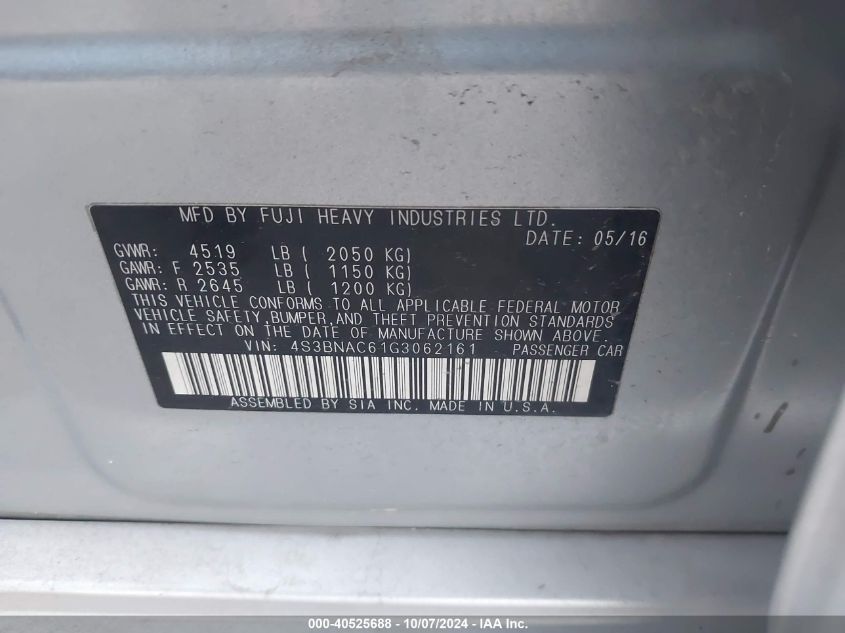 MFD BY FUJI HEAVY INDUSTRIES LTD.
DATE: 05/16
GVWR: 4519 LB ( 2050 KG)
GAWR: F 2535 LB ( 1150 KG)
GAWR: R 2645 LB ( 1200 KG)
THIS VEHICLE CONFORMS TO ALL APPLICABLE FEDERAL MOTOR
VEHICLE SAFETY, BUMPER, AND THEFT PREVENTION STANDARDS
IN EFFECT ON THE DATE OF MANUFACTURE SHOWN ABOVE.
VIN: 4S3BNAC61G3062161 PASSENGER CAR
ASSEMBLED BY SIA INC. MADE IN U.S.A.
000-40525688 - 10/07/2024 - IAA Inc.